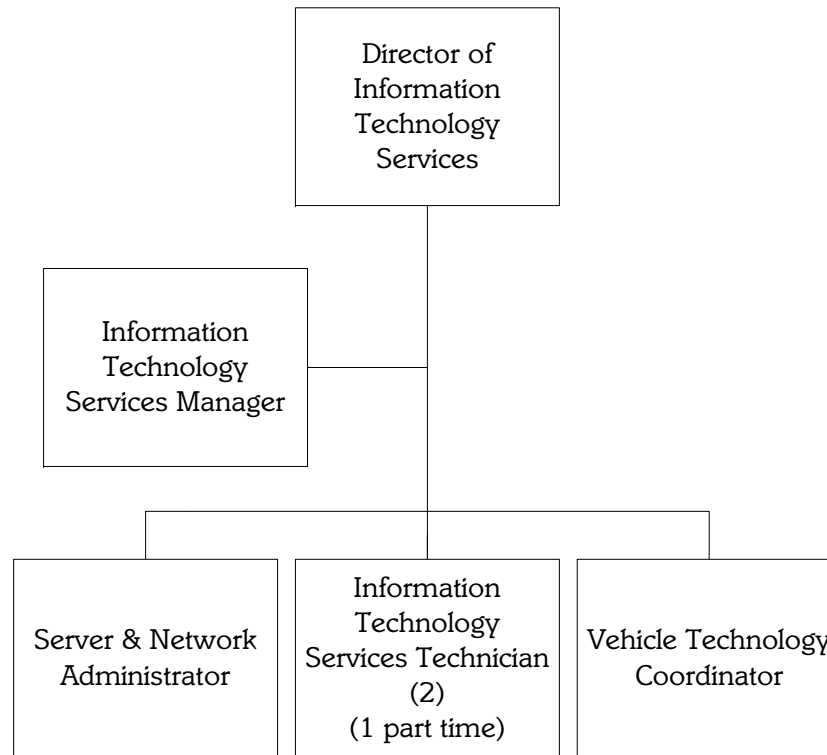 Director of
Information
Technology
Services
Information
Technology
Services Manager
Server & Network
Administrator
Information
Technology
Services Technician
(2)
(1 part time)
Vehicle Technology
Coordinator